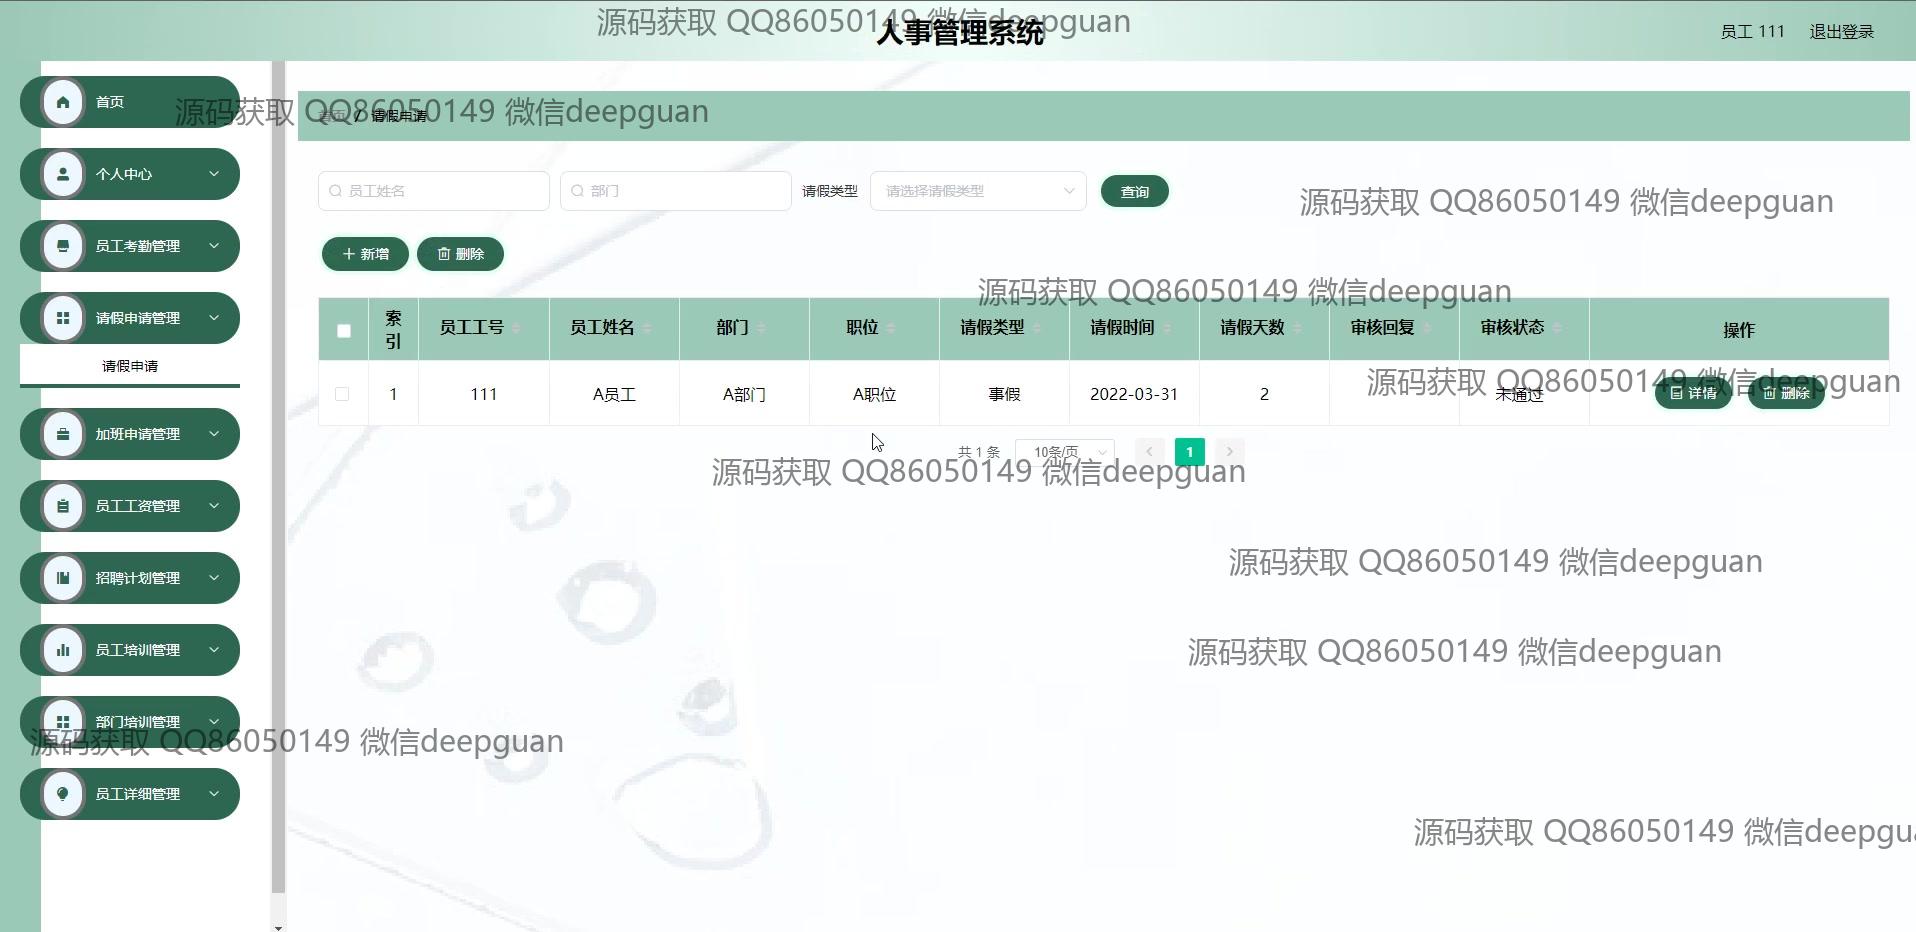 源码获取 QQ86050149 微信deepguan
人事管理系统
员工 111 退出登录
首页
源码获取 QQ86050149 微信deepguan
首页 / 请假申请
个人中心
员工姓名 部门 请假类型 请选择请假类型 查询
源码获取 QQ86050149 微信deepguan
员工考勤管理
新增 删除
源码获取 QQ86050149 微信deepguan
请假申请管理
请假申请
索引 员工工号 员工姓名 部门 职位 请假类型 请假时间 请假天数 审核回复 审核状态 操作
源码获取 QQ86050149 微信deepguan
1 111 A员工 A部门 A职位 事假 2022-03-31 2 未通过 详情 删除
加班申请管理
共 1 条 10条/页 1
源码获取 QQ86050149 微信deepguan
员工工资管理
源码获取 QQ86050149 微信deepguan
招聘计划管理
员工培训管理
源码获取 QQ86050149 微信deepguan
部门培训管理
源码获取 QQ86050149 微信deepguan
员工详细管理
源码获取 QQ86050149 微信deepgu